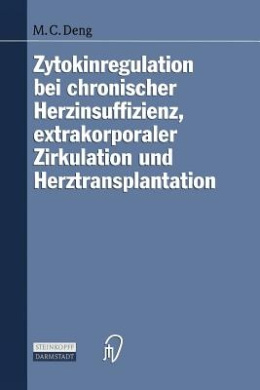 M. C. Deng
Zytokinregulation
bei chronischer
Herzinsuffizienz,
extrakorporaler
Zirkulation und
Herztransplantation
STEINKOPFF
DARMSTADT